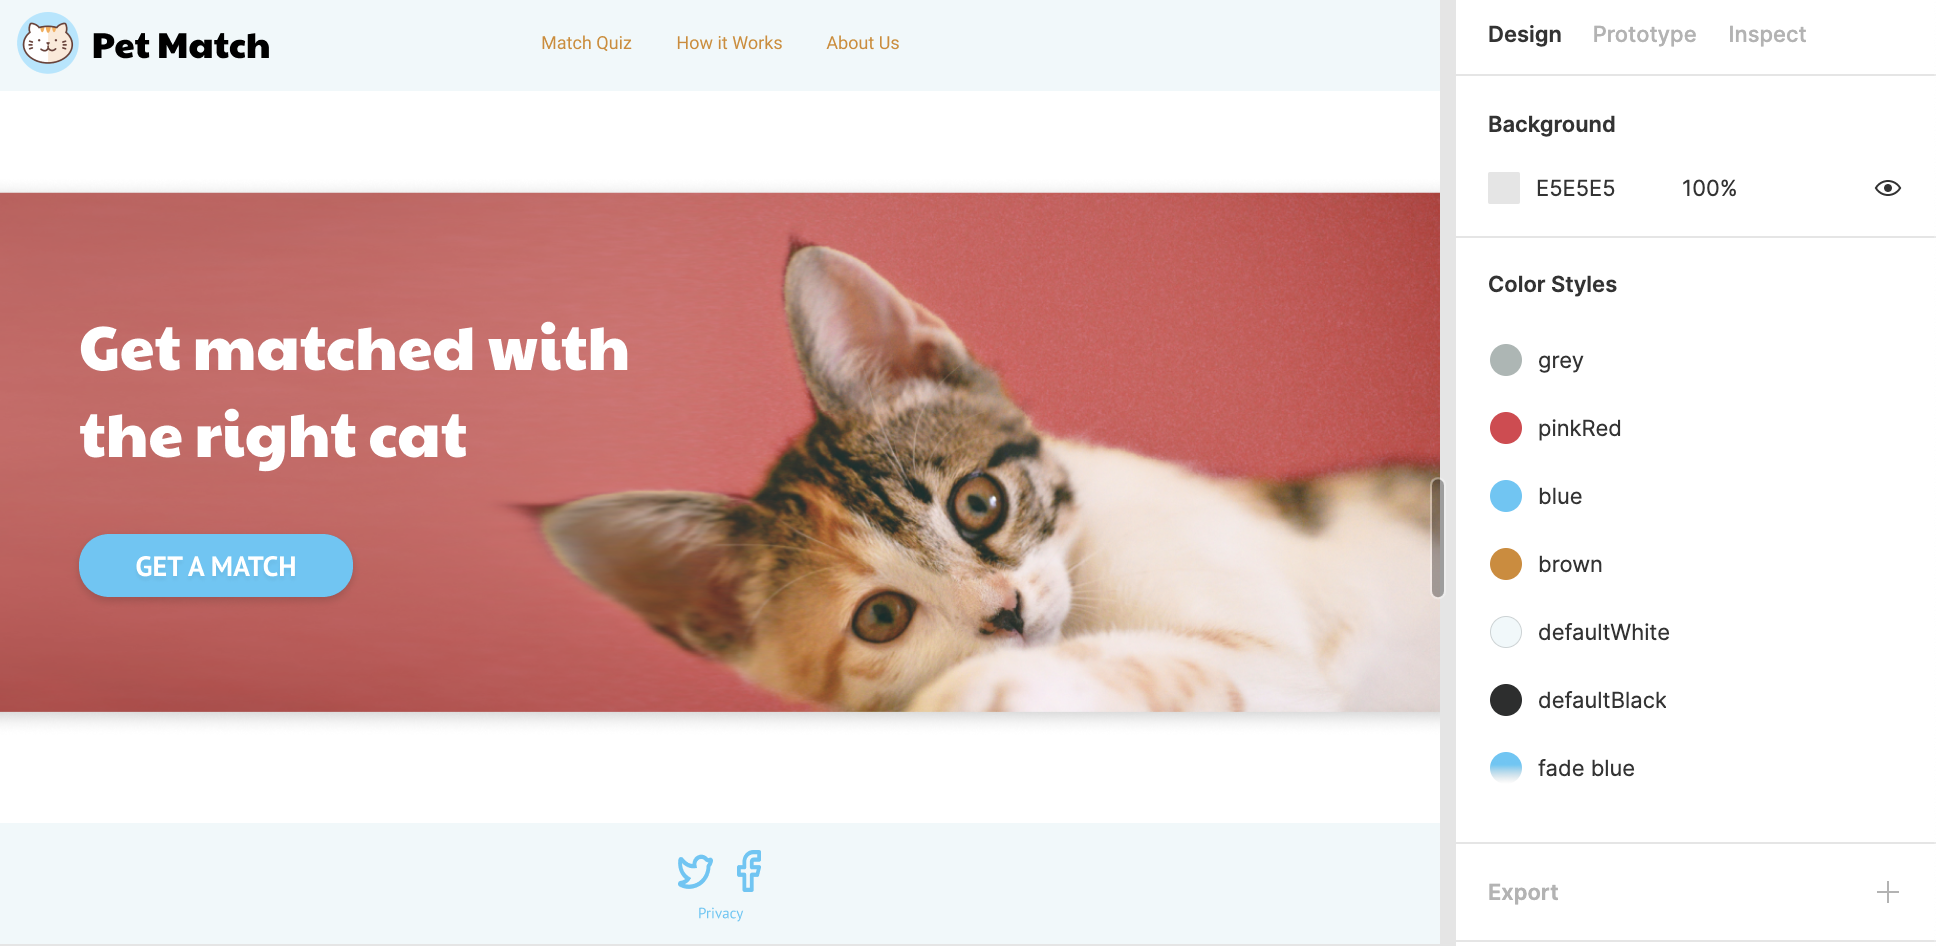 Pet Match
Match Quiz
How it Works
About Us
Get matched with
the right cat
GET A MATCH
Privacy
Design
Prototype
Inspect
Background
E5E5E5
100%
Color Styles
grey
pinkRed
blue
brown
defaultWhite
defaultBlack
fade blue
Export